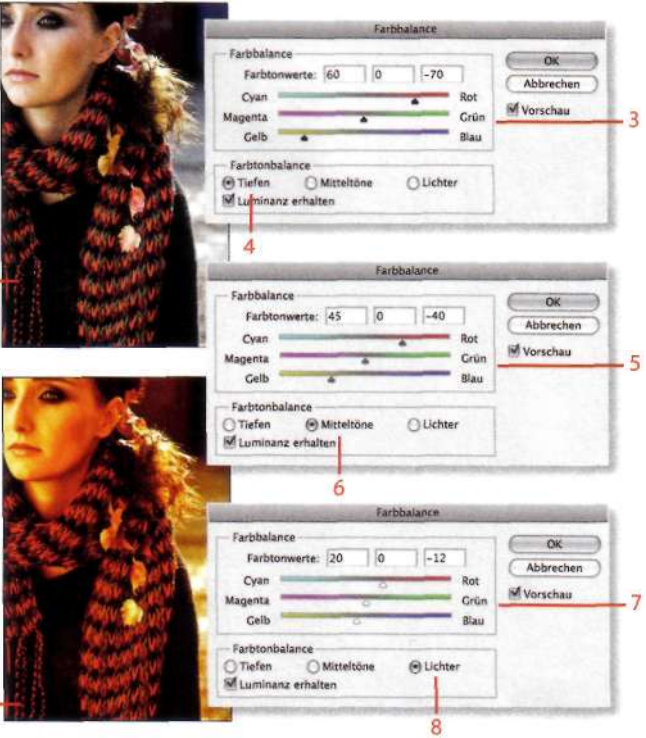 Farbbalance
Farbbalance
Farbtonwerte: 60 0 -70
Cyan Rot
Magenta Grün
Gelb Blau
OK
Abbrechen
Vorschau
3
Farbtonbalance
Tiefen Mitteltöne Lichter
Luminanz erhalten
4
Farbbalance
Farbbalance
Farbtonwerte: 45 0 -40
Cyan Rot
Magenta Grün
Gelb Blau
OK
Abbrechen
Vorschau
5
Farbtonbalance
Tiefen Mitteltöne Lichter
Luminanz erhalten
6
Farbbalance
Farbbalance
Farbtonwerte: 20 0 -12
Cyan Rot
Magenta Grün
Gelb Blau
OK
Abbrechen
Vorschau
7
Farbtonbalance
Tiefen Mitteltöne Lichter
Luminanz erhalten
8